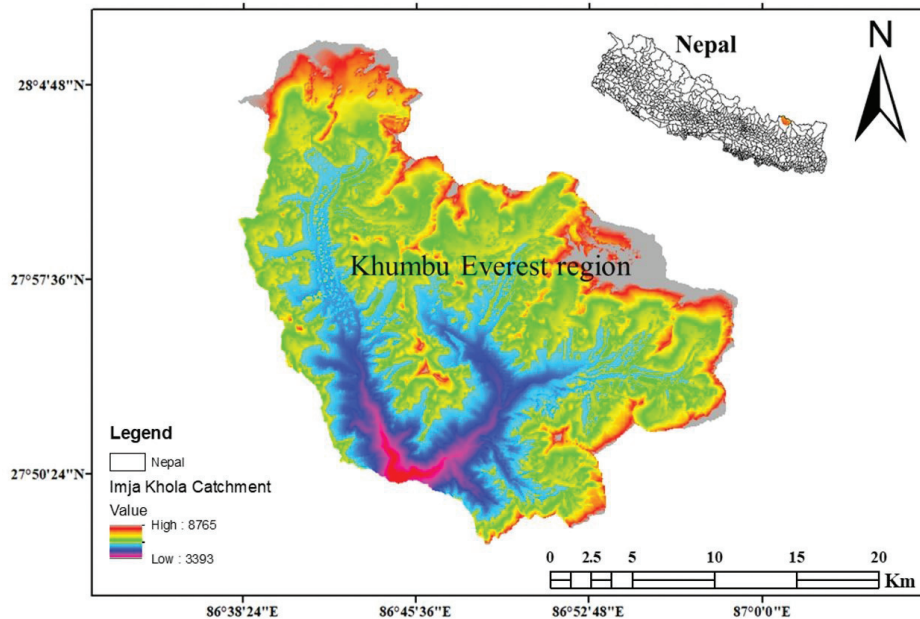 Nepal
N
28°4'48"N
27°57'36"N
27°50'24"N
Khumbu Everest region
Legend
Nepal
Imja Khola Catchment
Value
High : 8765
Low : 3393
0 2.5 5 10 15 20
Km
86°38'24"E 86°45'36"E 86°52'48"E 87°0'0"E